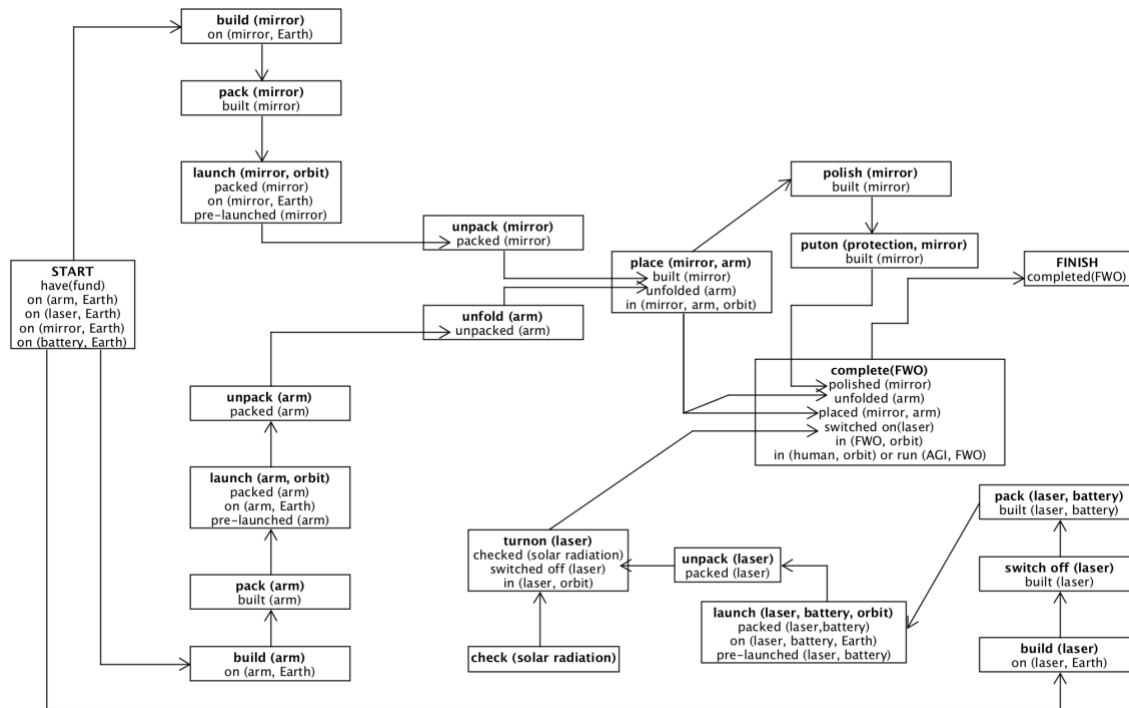 build (mirror)
on (mirror, Earth)
pack (mirror)
built (mirror)
launch (mirror, orbit)
packed (mirror)
on (mirror, Earth)
pre-launched (mirror)
unpack (mirror)
packed (mirror)
polish (mirror)
built (mirror)
puton (protection, mirror)
built (mirror)
place (mirror, arm)
built (mirror)
unfolded (arm)
in (mirror, arm, orbit)
FINISH
completed(FWO)
START
have(fund)
on (arm, Earth)
on (laser, Earth)
on (mirror, Earth)
on (battery, Earth)
unfold (arm)
unpacked (arm)
unpack (arm)
packed (arm)
complete(FWO)
polished (mirror)
unfolded (arm)
placed (mirror, arm)
switched on(laser)
in (FWO, orbit)
in (human, orbit) or run (AGI, FWO)
launch (arm, orbit)
packed (arm)
on (arm, Earth)
pre-launched (arm)
pack (laser, battery)
built (laser, battery)
turnon (laser)
checked (solar radiation)
switched off (laser)
in (laser, orbit)
unpack (laser)
packed (laser)
switch off (laser)
built (laser)
pack (arm)
built (arm)
launch (laser, battery, orbit)
packed (laser,battery)
on (laser, battery, Earth)
pre-launched (laser, battery)
build (arm)
on (arm, Earth)
check (solar radiation)
build (laser)
on (laser, Earth)